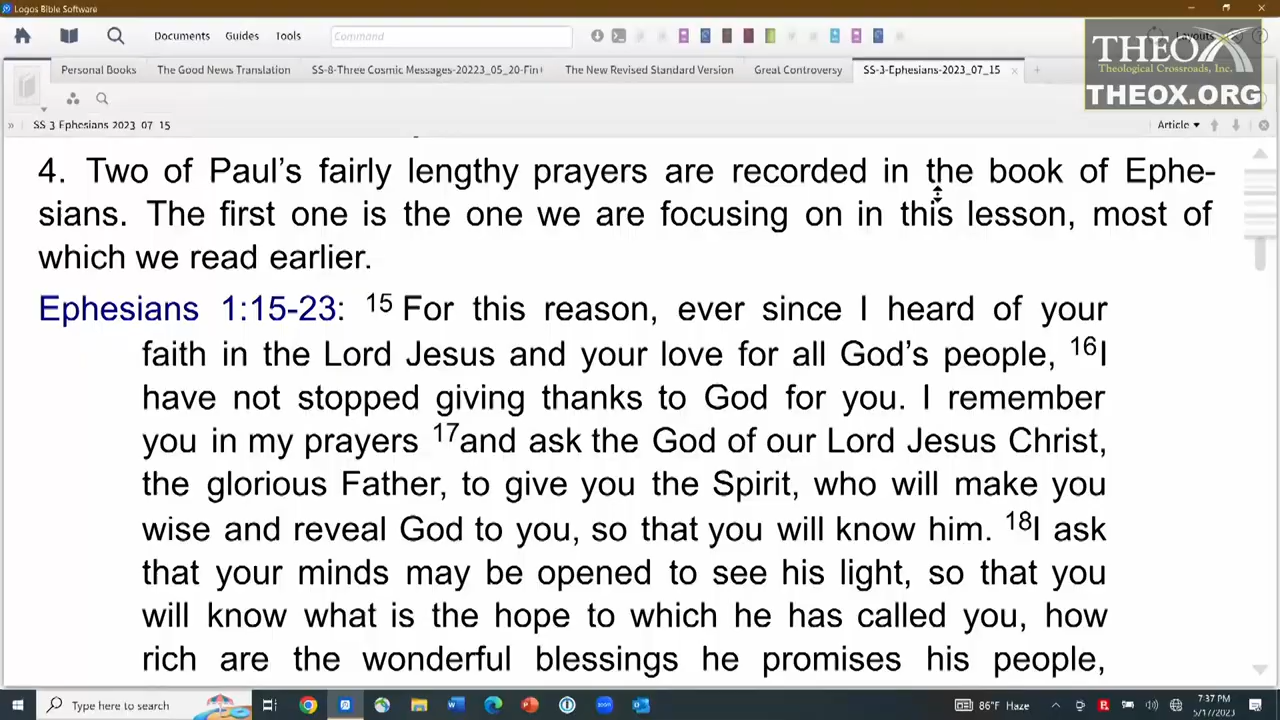 Logos Bible Software
Documents Guides Tools Command Layouts
Personal Books The Good News Translation SS-8-Three Cosmic Messages 20-Fin The New Revised Standard Version Great Controversy SS-3-Ephesians-2023_07_15
THEOX
Theological Crossroads, Inc.
THEOX.ORG
SS 3 Ephesians 2023 07 15 Article
4. Two of Paul's fairly lengthy prayers are recorded in the book of Ephe-
sians. The first one is the one we are focusing on in this lesson, most of
which we read earlier.
Ephesians 1:15-23: 15 For this reason, ever since I heard of your
faith in the Lord Jesus and your love for all God's people, 16 I
have not stopped giving thanks to God for you. I remember
you in my prayers 17 and ask the God of our Lord Jesus Christ,
the glorious Father, to give you the Spirit, who will make you
wise and reveal God to you, so that you will know him. 18 I ask
that your minds may be opened to see his light, so that you
will know what is the hope to which he has called you, how
rich are the wonderful blessings he promises his people,
Type here to search 86°F Haze 7:37 PM
5/17/2023